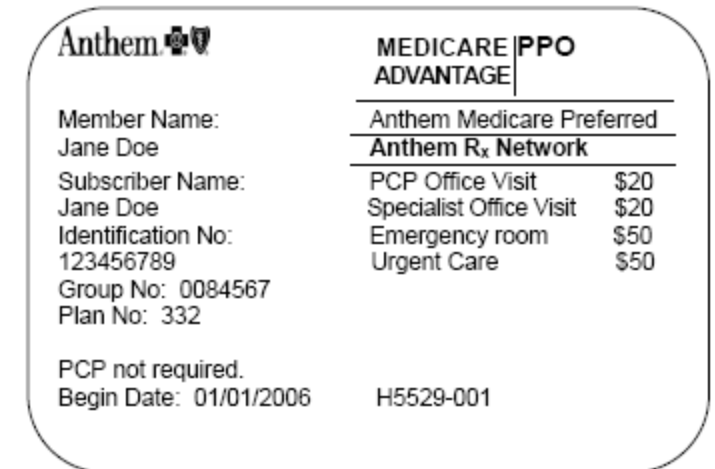 Anthem
MEDICARE PPO
ADVANTAGE
Member Name:
Jane Doe
Subscriber Name:
Jane Doe
Identification No:
123456789
Group No: 0084567
Plan No: 332
PCP not required.
Begin Date: 01/01/2006
Anthem Medicare Preferred
Anthem Rx Network
PCP Office Visit $20
Specialist Office Visit $20
Emergency room $50
Urgent Care $50
H5529-001